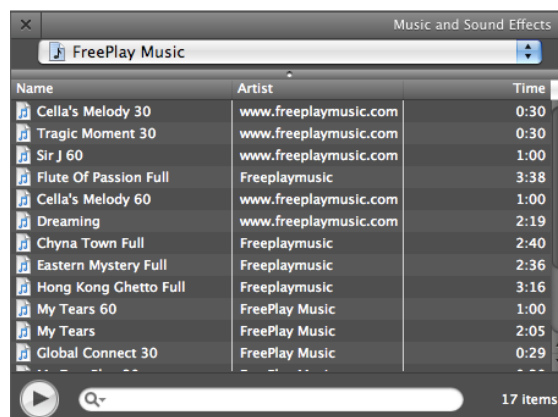 Music and Sound Effects
FreePlay Music
Name Artist Time
Cella's Melody 30 www.freeplaymusic.com 0:30
Tragic Moment 30 www.freeplaymusic.com 0:30
Sir J 60 www.freeplaymusic.com 1:00
Flute Of Passion Full Freeplaymusic 3:38
Cella's Melody 60 www.freeplaymusic.com 1:00
Dreaming www.freeplaymusic.com 2:19
Chyna Town Full Freeplaymusic 2:40
Eastern Mystery Full Freeplaymusic 2:36
Hong Kong Ghetto Full Freeplaymusic 3:16
My Tears 60 FreePlay Music 1:00
My Tears FreePlay Music 2:05
Global Connect 30 FreePlay Music 0:29
17 items